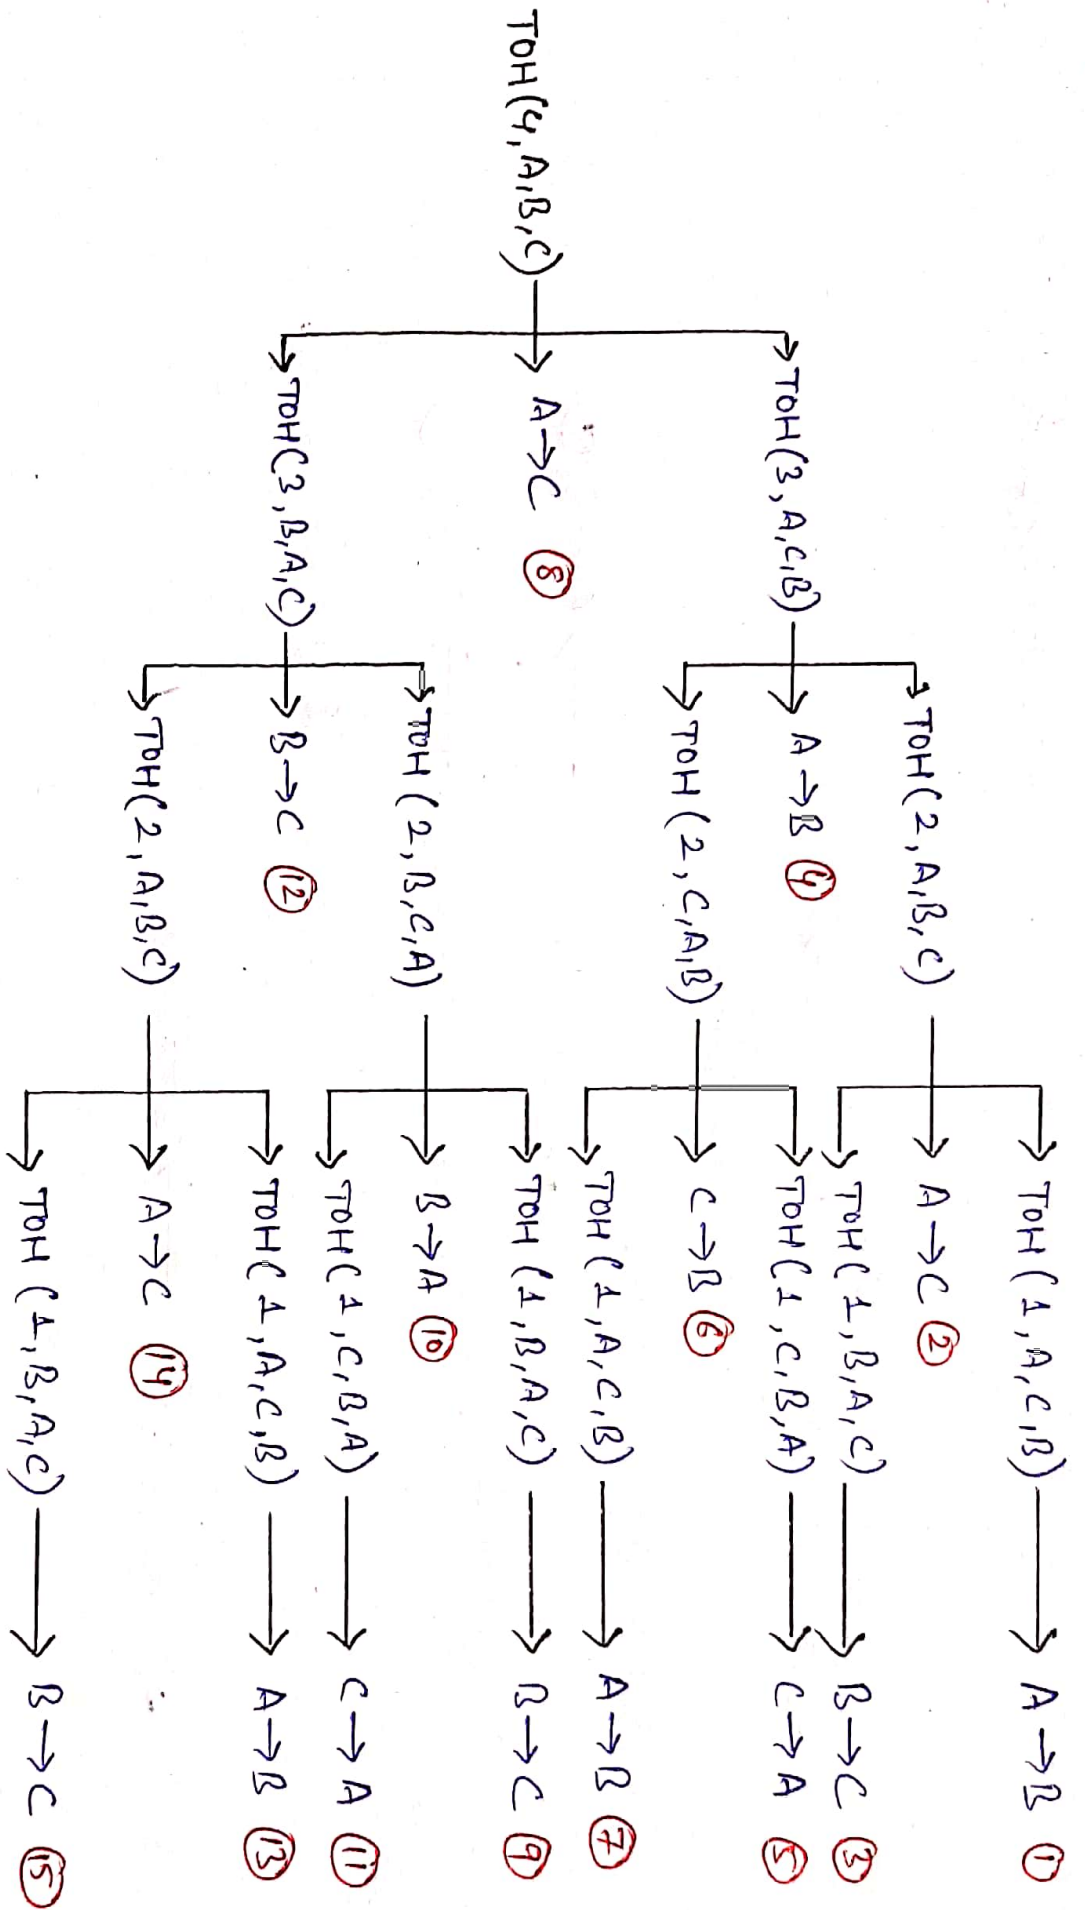 TOH(4,A,B,C)
TOH(3,A,C,B)
A→C 8
TOH(3,B,A,C)
TOH(2,A,B,C)
A→B 4
TOH(2,C,A,B)
TOH(2,B,C,A)
B→C 12
TOH(2,A,B,C)
TOH(1,A,C,B) → A→B 1
A→C 2
TOH(1,B,A,C) → B→C 3
TOH(1,C,B,A) → C→A 5
C→B 6
TOH(1,A,C,B) → A→B 7
TOH(1,B,A,C) → B→C 9
B→A 10
TOH(1,C,B,A) → C→A 11
TOH(1,A,C,B) → A→B 13
A→C 14
TOH(1,B,A,C) → B→C 15